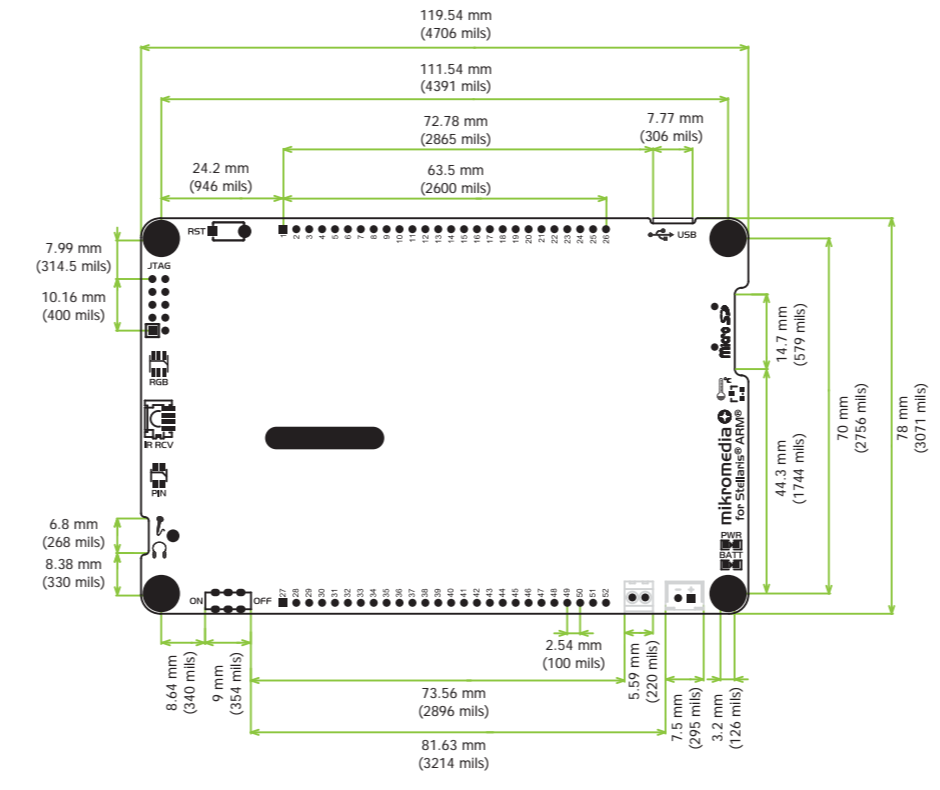 119.54 mm
(4706 mils)
111.54 mm
(4391 mils)
72.78 mm
(2865 mils)
7.77 mm
(306 mils)
24.2 mm
(946 mils)
63.5 mm
(2600 mils)
RST
1 2 3 4 5 6 7 8 9 10 11 12 13 14 15 16 17 18 19 20 21 22 23 24 25 26
USB
7.99 mm
(314.5 mils)
JTAG
10.16 mm
(400 mils)
RGB
IR RCV
PIN
6.8 mm
(268 mils)
8.38 mm
(330 mils)
micro SD
14.7 mm
(579 mils)
mikromedia
for Stellaris® ARM®
44.3 mm
(1744 mils)
70 mm
(2756 mils)
78 mm
(3071 mils)
PWR
BATT
ON
OFF
27 28 29 30 31 32 33 34 35 36 37 38 39 40 41 42 43 44 45 46 47 48 49 50 51 52
- +
8.64 mm
(340 mils)
9 mm
(354 mils)
2.54 mm
(100 mils)
5.59 mm
(220 mils)
7.5 mm
(295 mils)
3.2 mm
(126 mils)
73.56 mm
(2896 mils)
81.63 mm
(3214 mils)